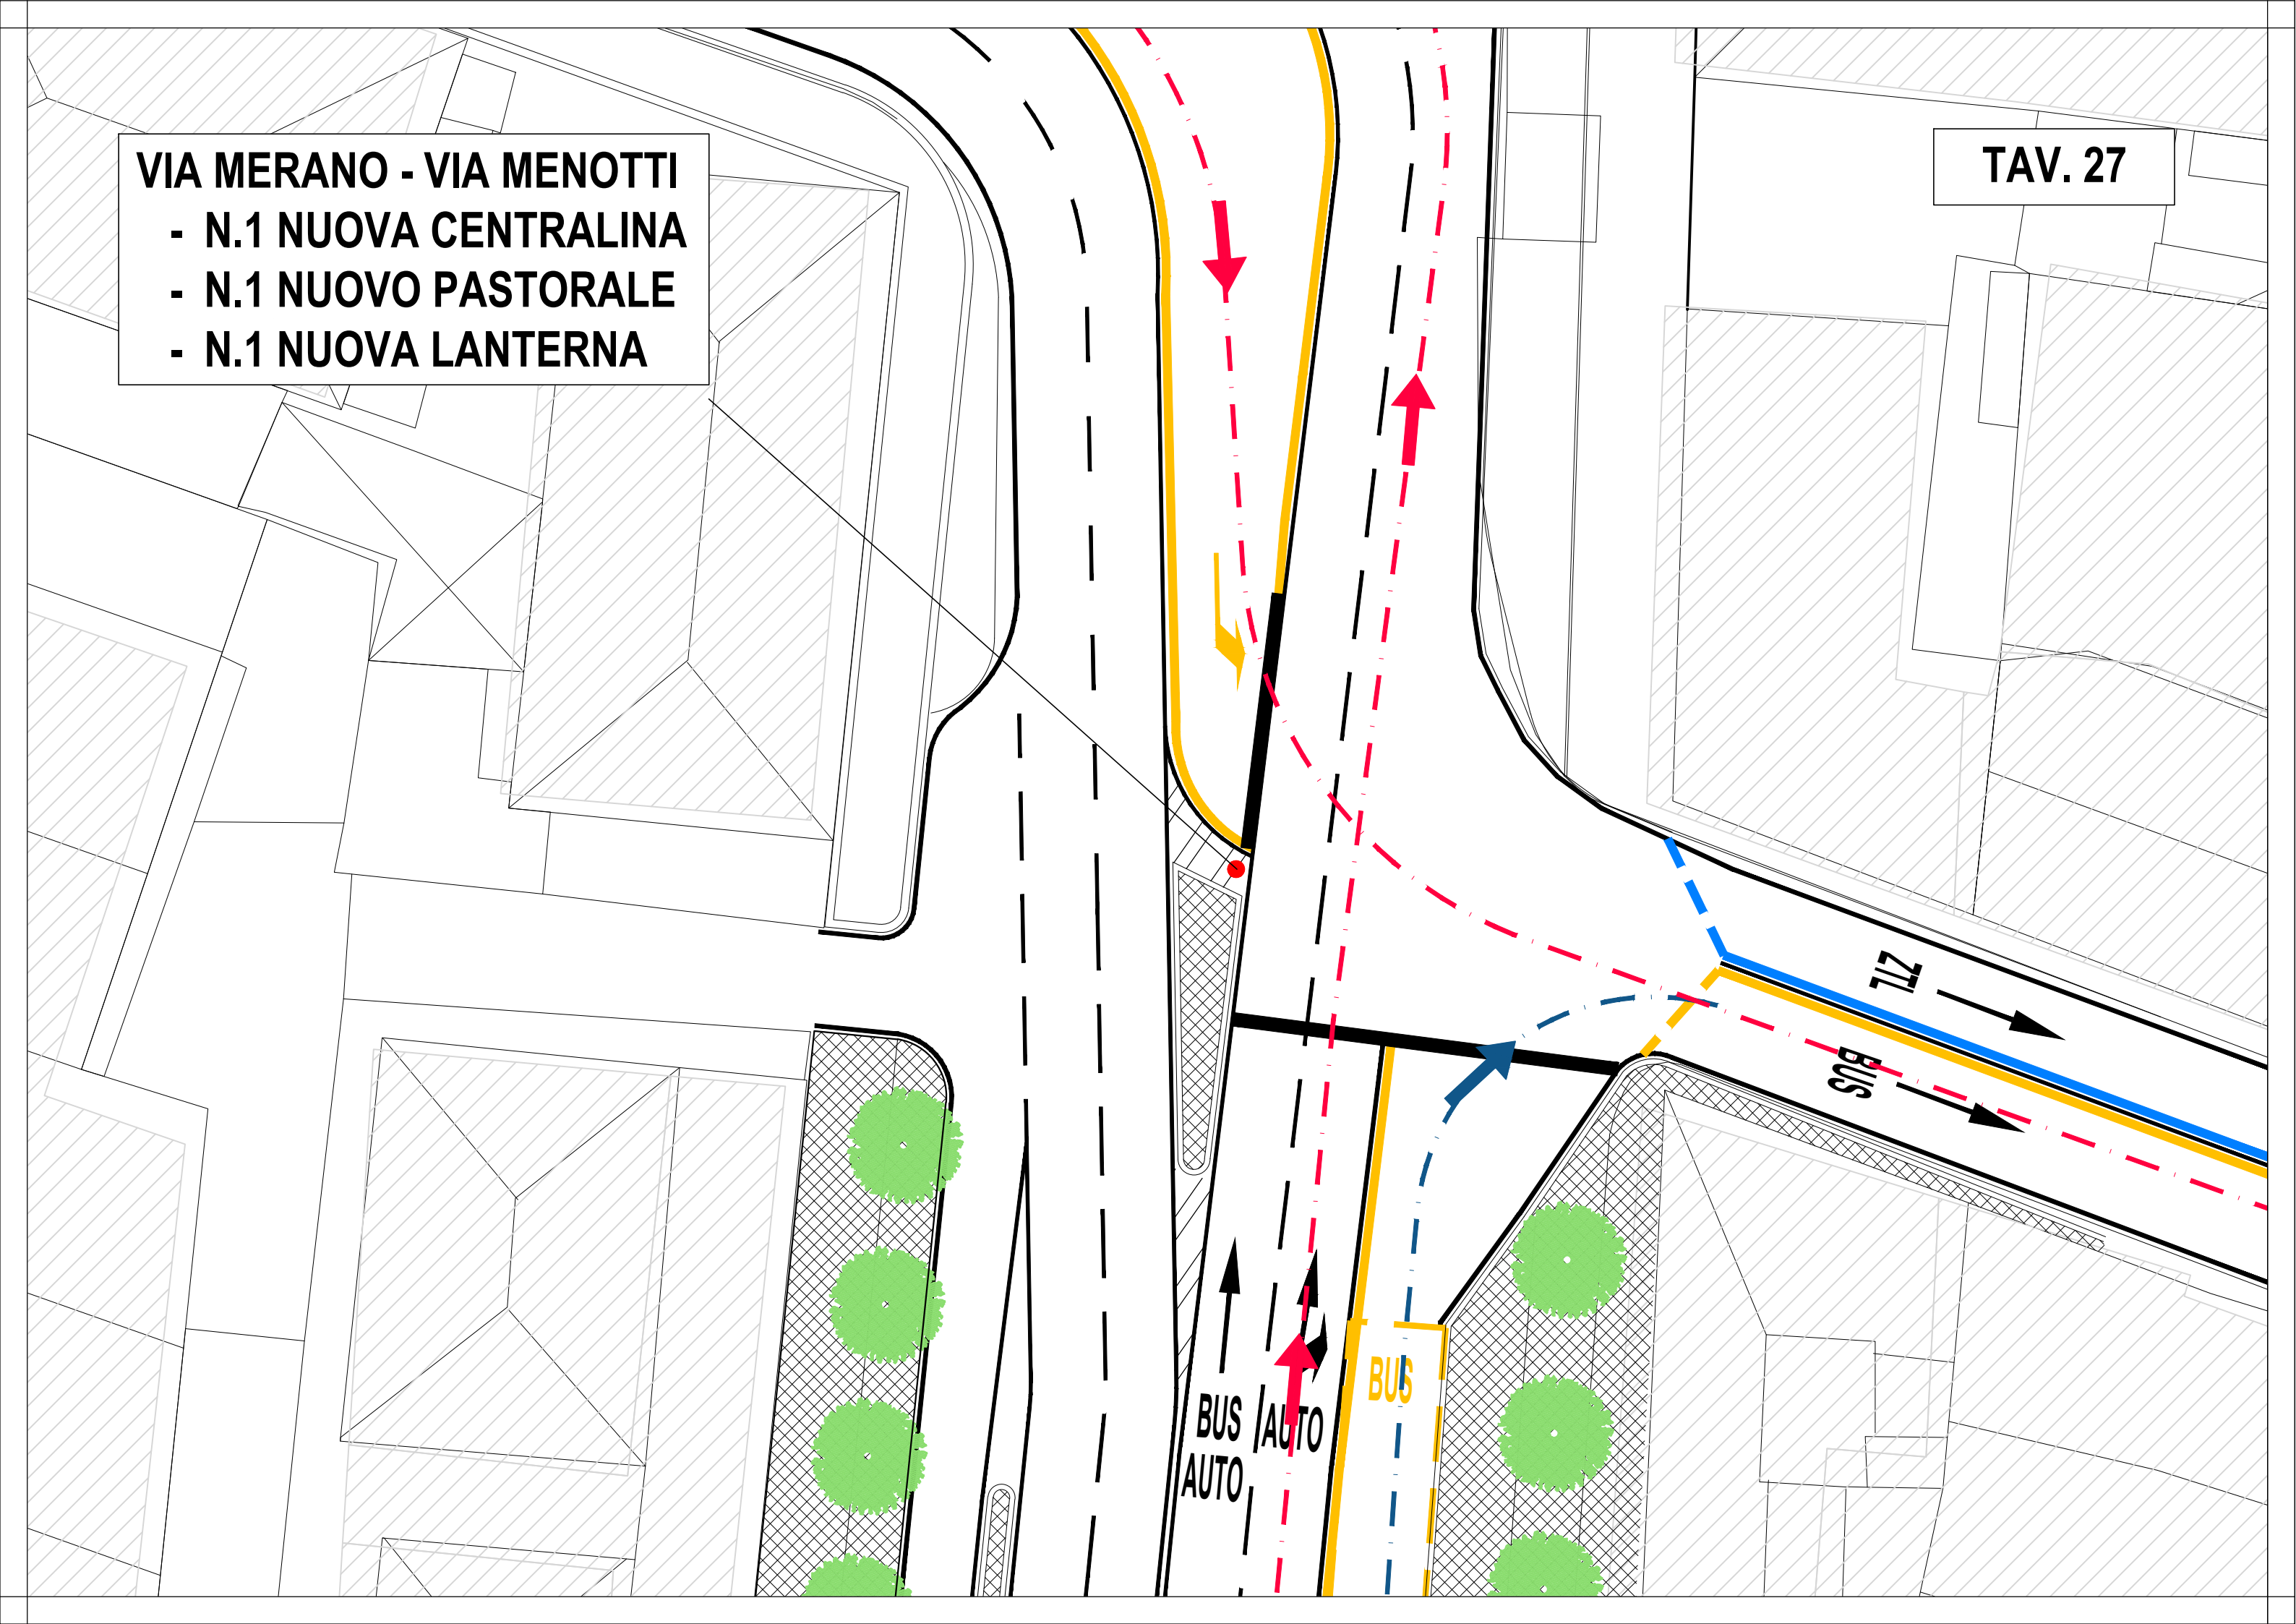 VIA MERANO - VIA MENOTTI
- N.1 NUOVA CENTRALINA
- N.1 NUOVO PASTORALE
- N.1 NUOVA LANTERNA
TAV. 27
ZTL
BUS
BUS
BUS
AUTO
AUTO